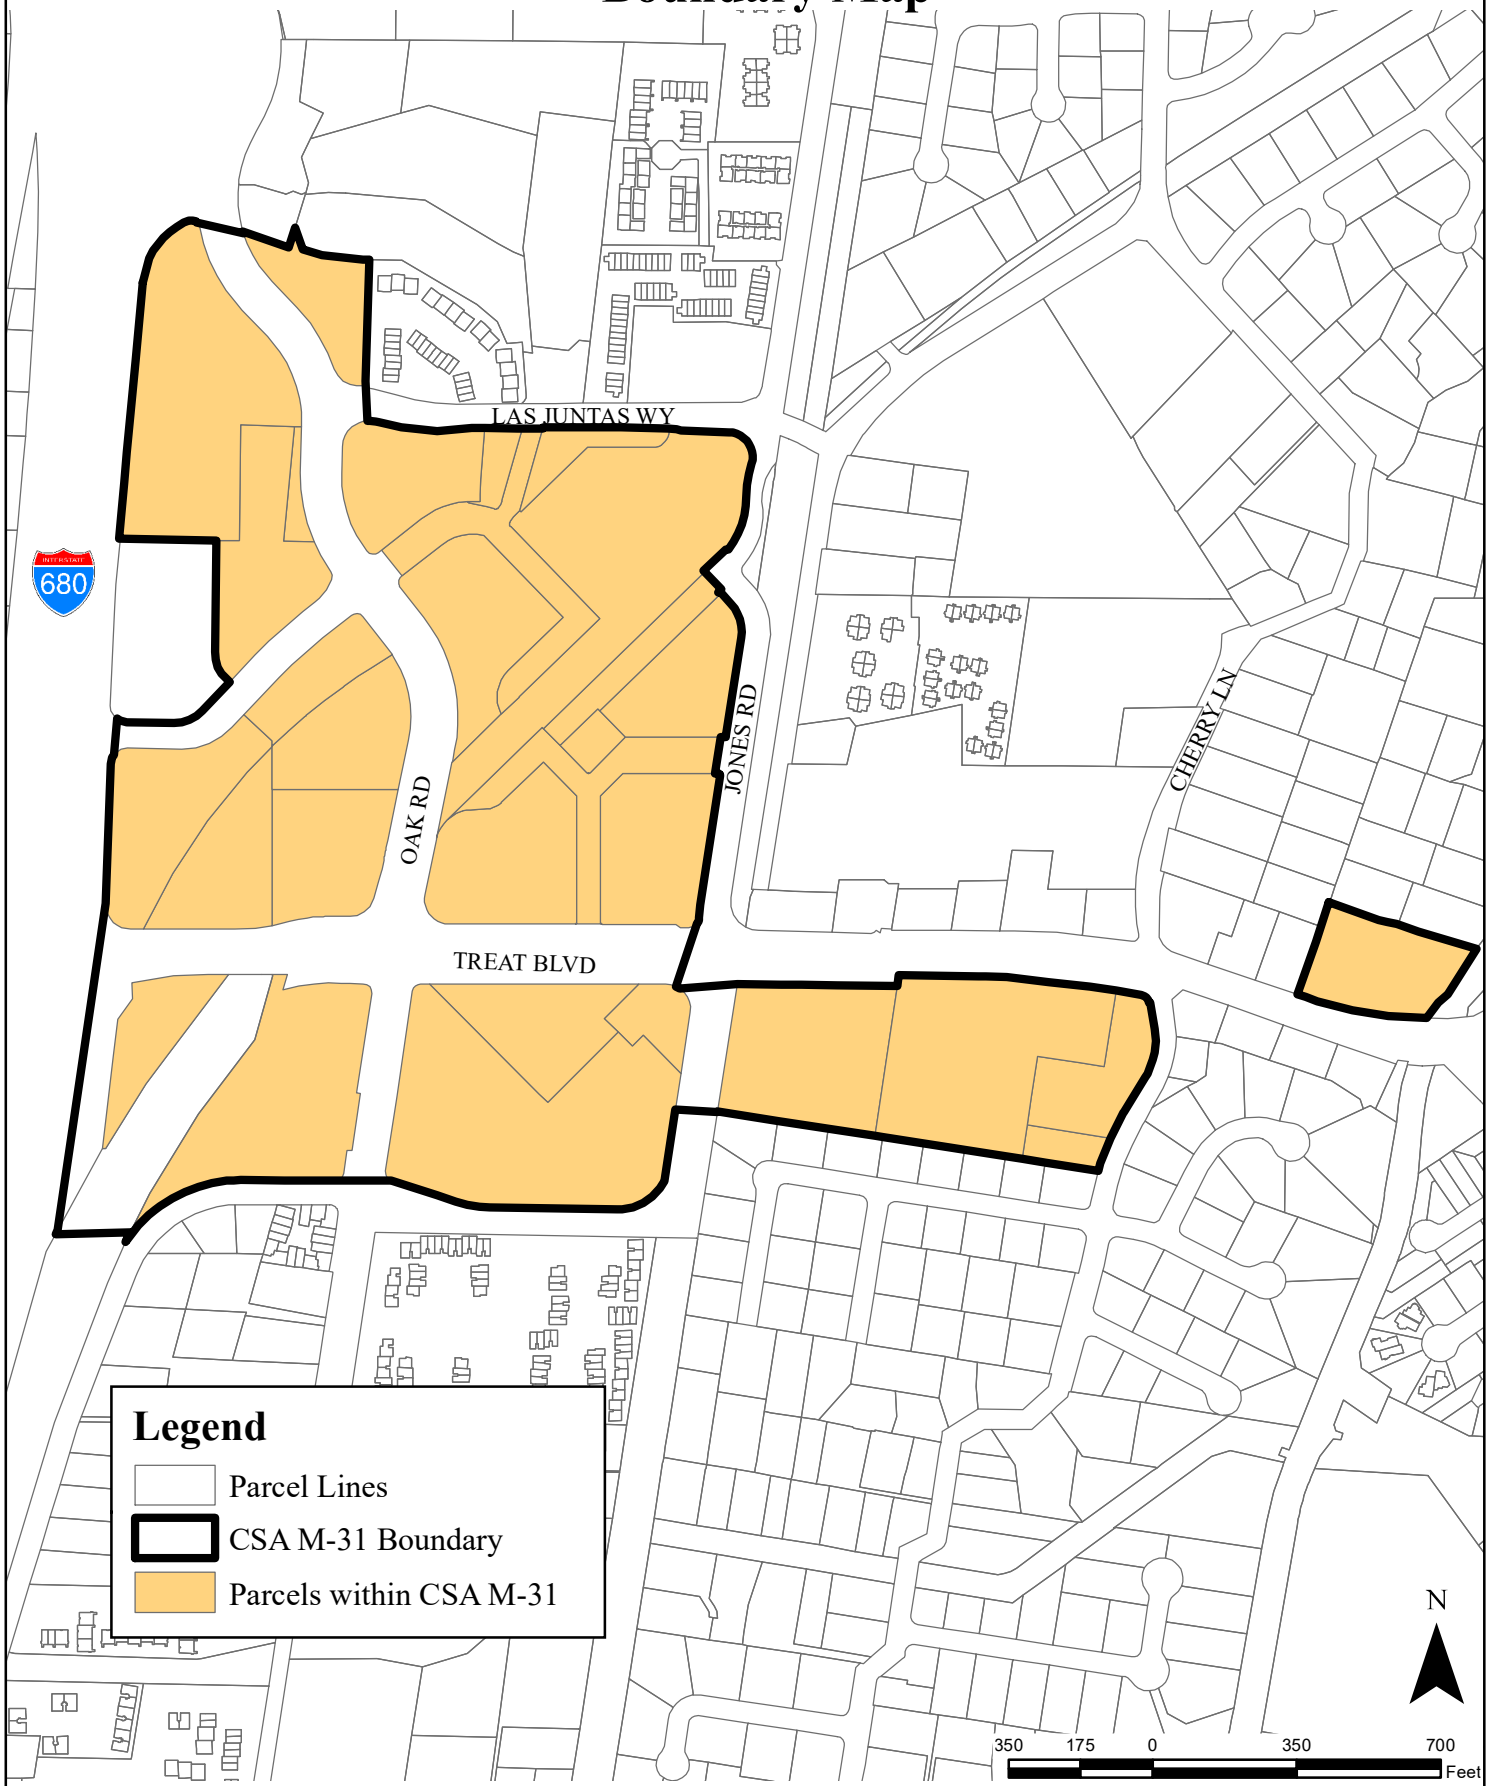 Boundary Map
LAS JUNTAS WY
INTERSTATE
680
JONES RD
CHERRY LN
OAK RD
TREAT BLVD
Legend
Parcel Lines
CSA M-31 Boundary
Parcels within CSA M-31
N
350 175 0 350 700
Feet